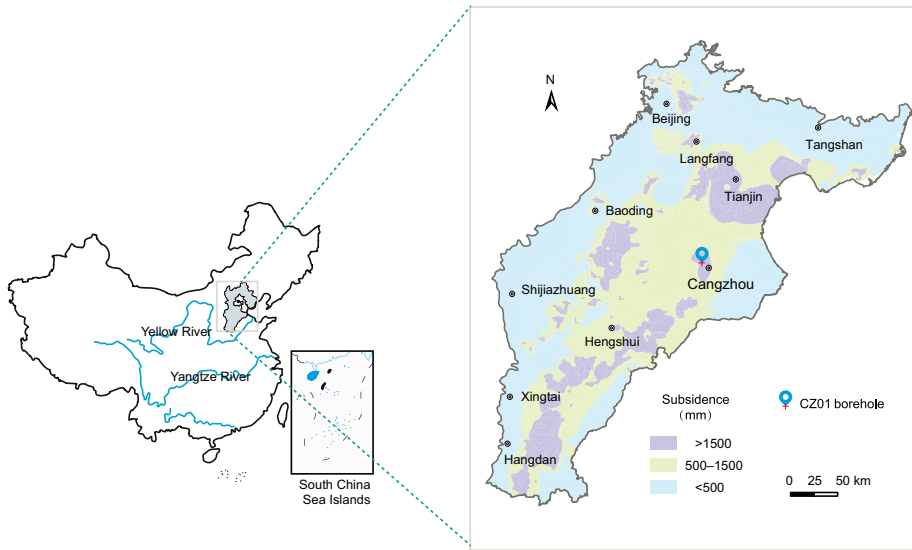 Yellow River
Yangtze River
South China
Sea Islands
N
Beijing
Tangshan
Langfang
Tianjin
Baoding
Cangzhou
Shijiazhuang
Hengshui
Xingtai
Handan
Subsidence
（mm）
>1500
500–1500
<500
CZ01 borehole
0 25 50 km